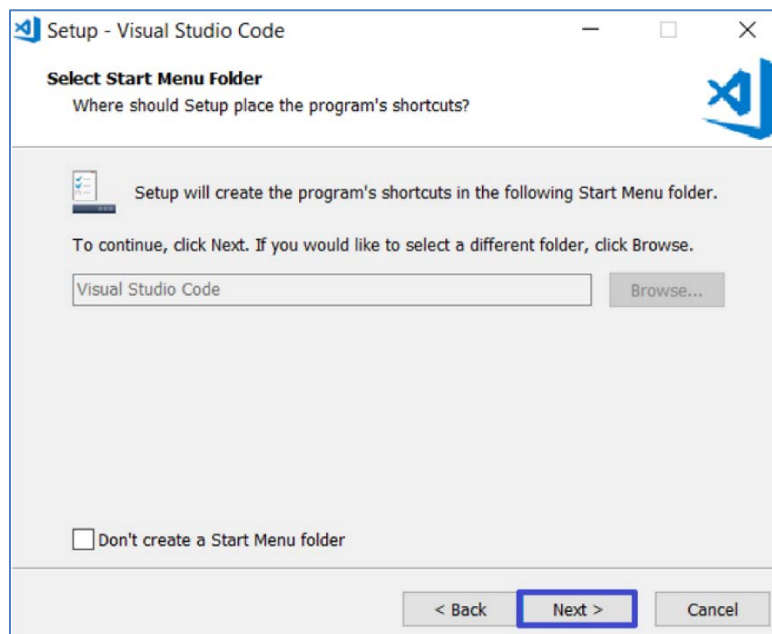 Setup - Visual Studio Code
Select Start Menu Folder
Where should Setup place the program's shortcuts?
Setup will create the program's shortcuts in the following Start Menu folder.
To continue, click Next. If you would like to select a different folder, click Browse.
Visual Studio Code
Browse...
Don't create a Start Menu folder
< Back
Next >
Cancel